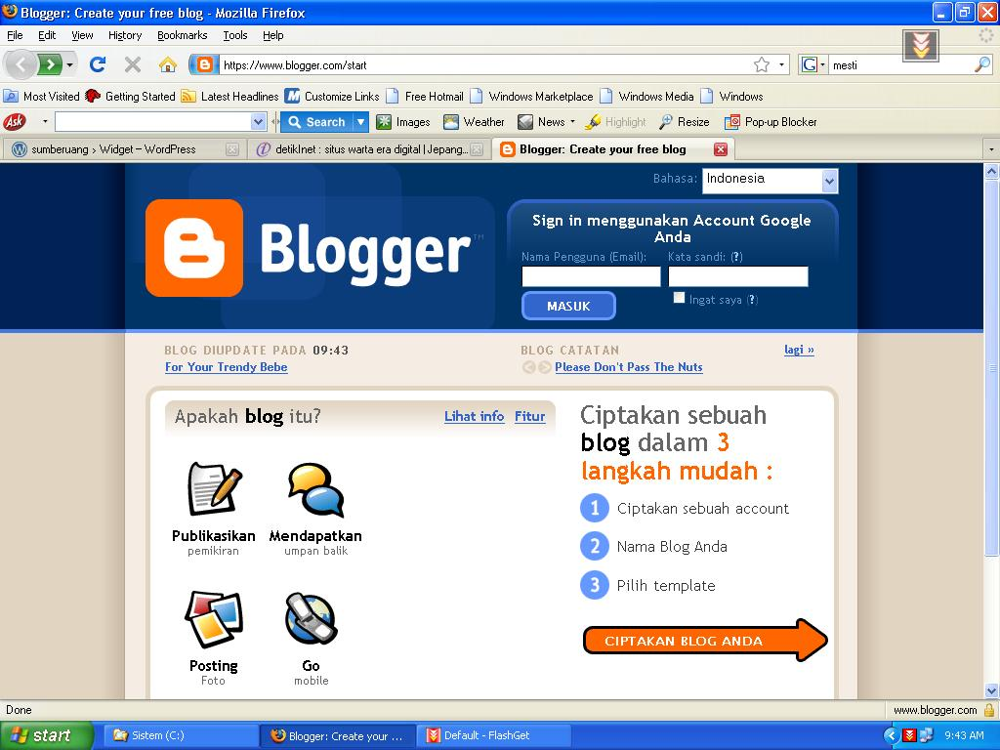 Blogger: Create your free blog - Mozilla Firefox
File Edit View History Bookmarks Tools Help
https://www.blogger.com/start
G mesti
Most Visited Getting Started Latest Headlines Customize Links Free Hotmail Windows Marketplace Windows Media Windows
Ask Search Images Weather News Highlight Resize Pop-up Blocker
sumberuang › Widget — WordPress detikInet : situs warta era digital | Jepang... Blogger: Create your free blog
Bahasa: Indonesia
Blogger™
Sign in menggunakan Account Google
Anda
Nama Pengguna (Email): Kata sandi: (?)
MASUK Ingat saya (?)
BLOG DIUPDATE PADA 09:43
For Your Trendy Bebe
BLOG CATATAN lagi »
Please Don't Pass The Nuts
Apakah blog itu? Lihat info Fitur
Publikasikan
pemikiran
Mendapatkan
umpan balik
Posting
Foto
Go
mobile
Ciptakan sebuah
blog dalam 3
langkah mudah :
1 Ciptakan sebuah account
2 Nama Blog Anda
3 Pilih template
CIPTAKAN BLOG ANDA
Done www.blogger.com
start Sistem (C:) Blogger: Create your ... Default - FlashGet 9:43 AM